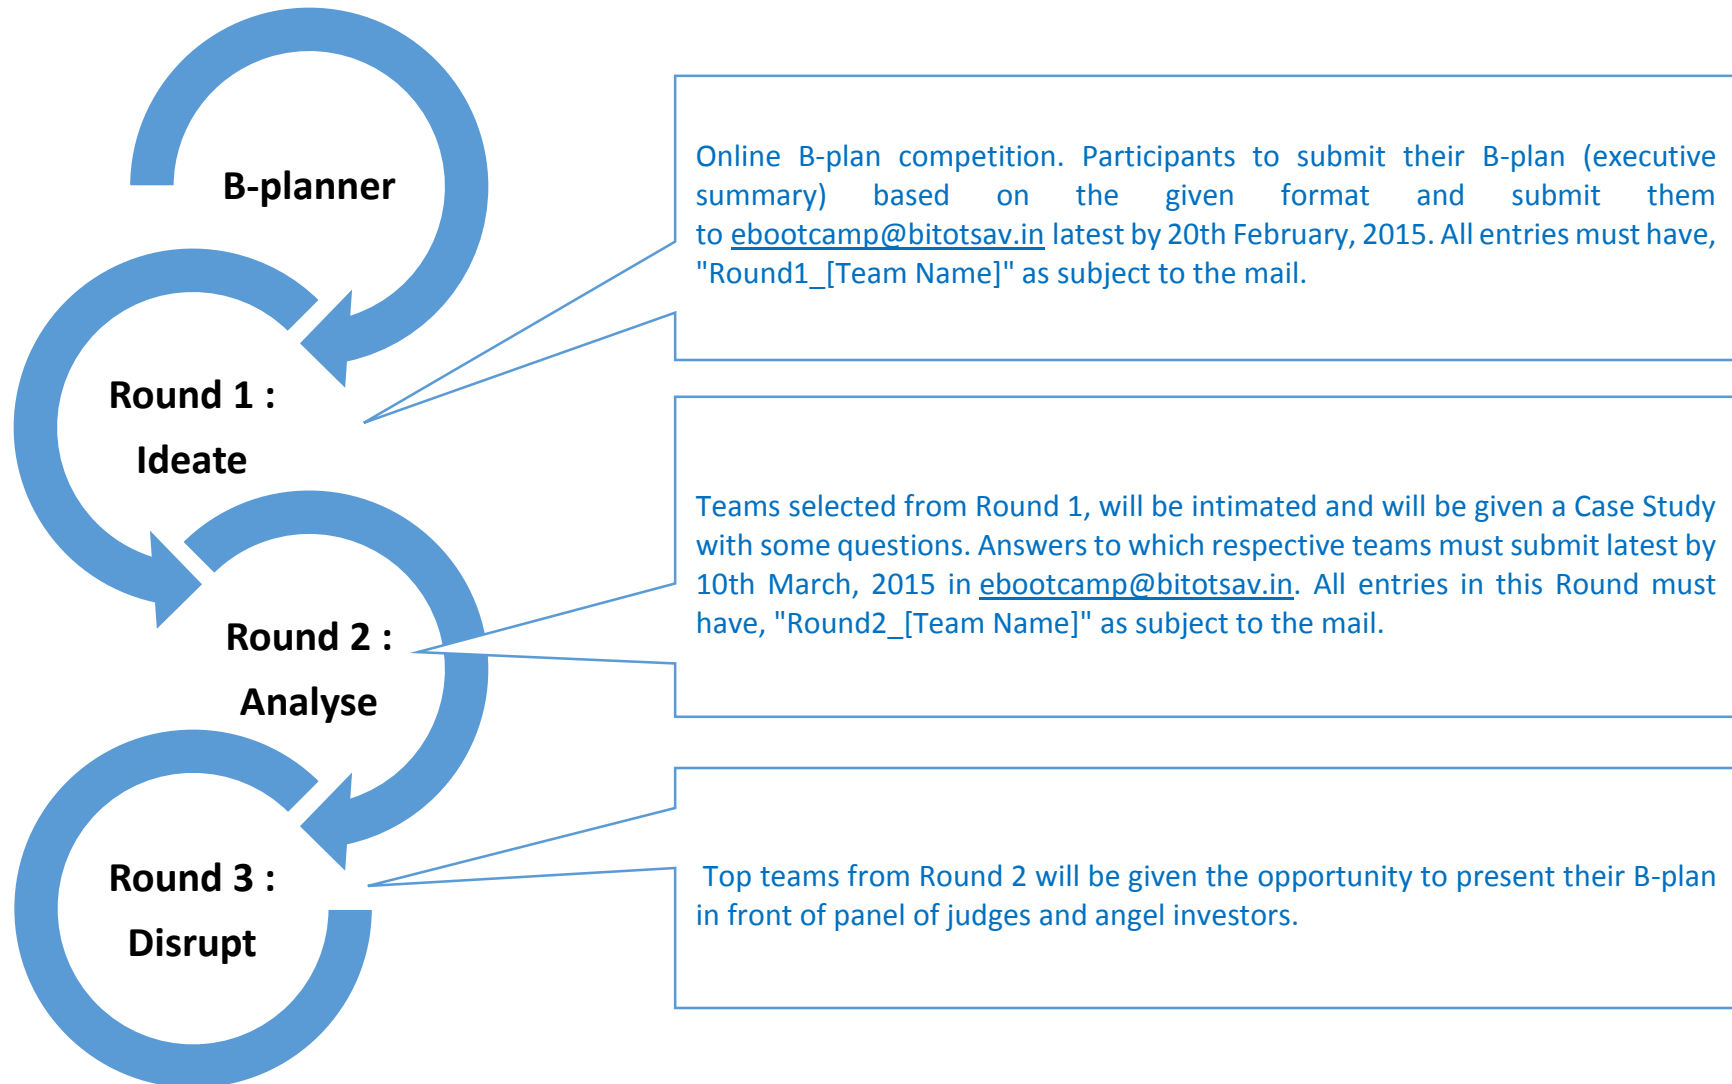 B-planner
Online B-plan competition. Participants to submit their B-plan (executive
summary) based on the given format and submit them
to ebootcamp@bitotsav.in latest by 20th February, 2015. All entries must have,
"Round1_[Team Name]" as subject to the mail.
Round 1 :
Ideate
Teams selected from Round 1, will be intimated and will be given a Case Study
with some questions. Answers to which respective teams must submit latest by
10th March, 2015 in ebootcamp@bitotsav.in. All entries in this Round must
have, "Round2_[Team Name]" as subject to the mail.
Round 2 :
Analyse
Top teams from Round 2 will be given the opportunity to present their B-plan
in front of panel of judges and angel investors.
Round 3 :
Disrupt